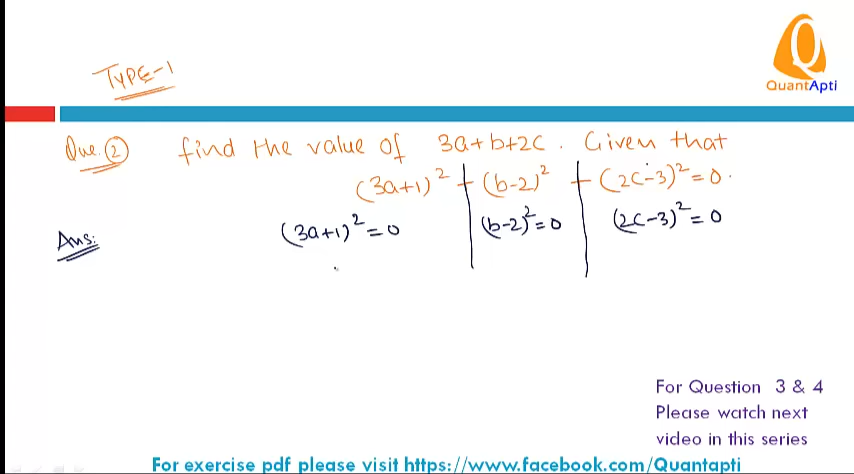 TYPE-1
QuantApti
Que. 2 find the value of 3a+b+2c. Given that
(3a+1)² + (b-2)² + (2c-3)² = 0.
Ans: (3a+1)² = 0 (b-2)² = 0 (2c-3)² = 0
For Question 3 & 4
Please watch next
video in this series
For exercise pdf please visit https://www.facebook.com/Quantapti